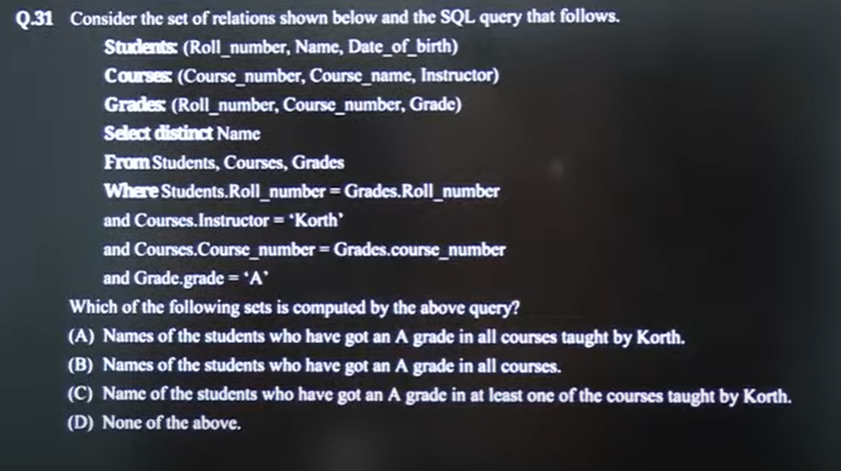 Q.31 Consider the set of relations shown below and the SQL query that follows.
Students: (Roll_number, Name, Date_of_birth)
Courses: (Course_number, Course_name, Instructor)
Grades: (Roll_number, Course_number, Grade)
Select distinct Name
From Students, Courses, Grades
Where Students.Roll_number = Grades.Roll_number
and Courses.Instructor = ‘Korth’
and Courses.Course_number = Grades.course_number
and Grade.grade = ‘A’
Which of the following sets is computed by the above query?
(A) Names of the students who have got an A grade in all courses taught by Korth.
(B) Names of the students who have got an A grade in all courses.
(C) Name of the students who have got an A grade in at least one of the courses taught by Korth.
(D) None of the above.